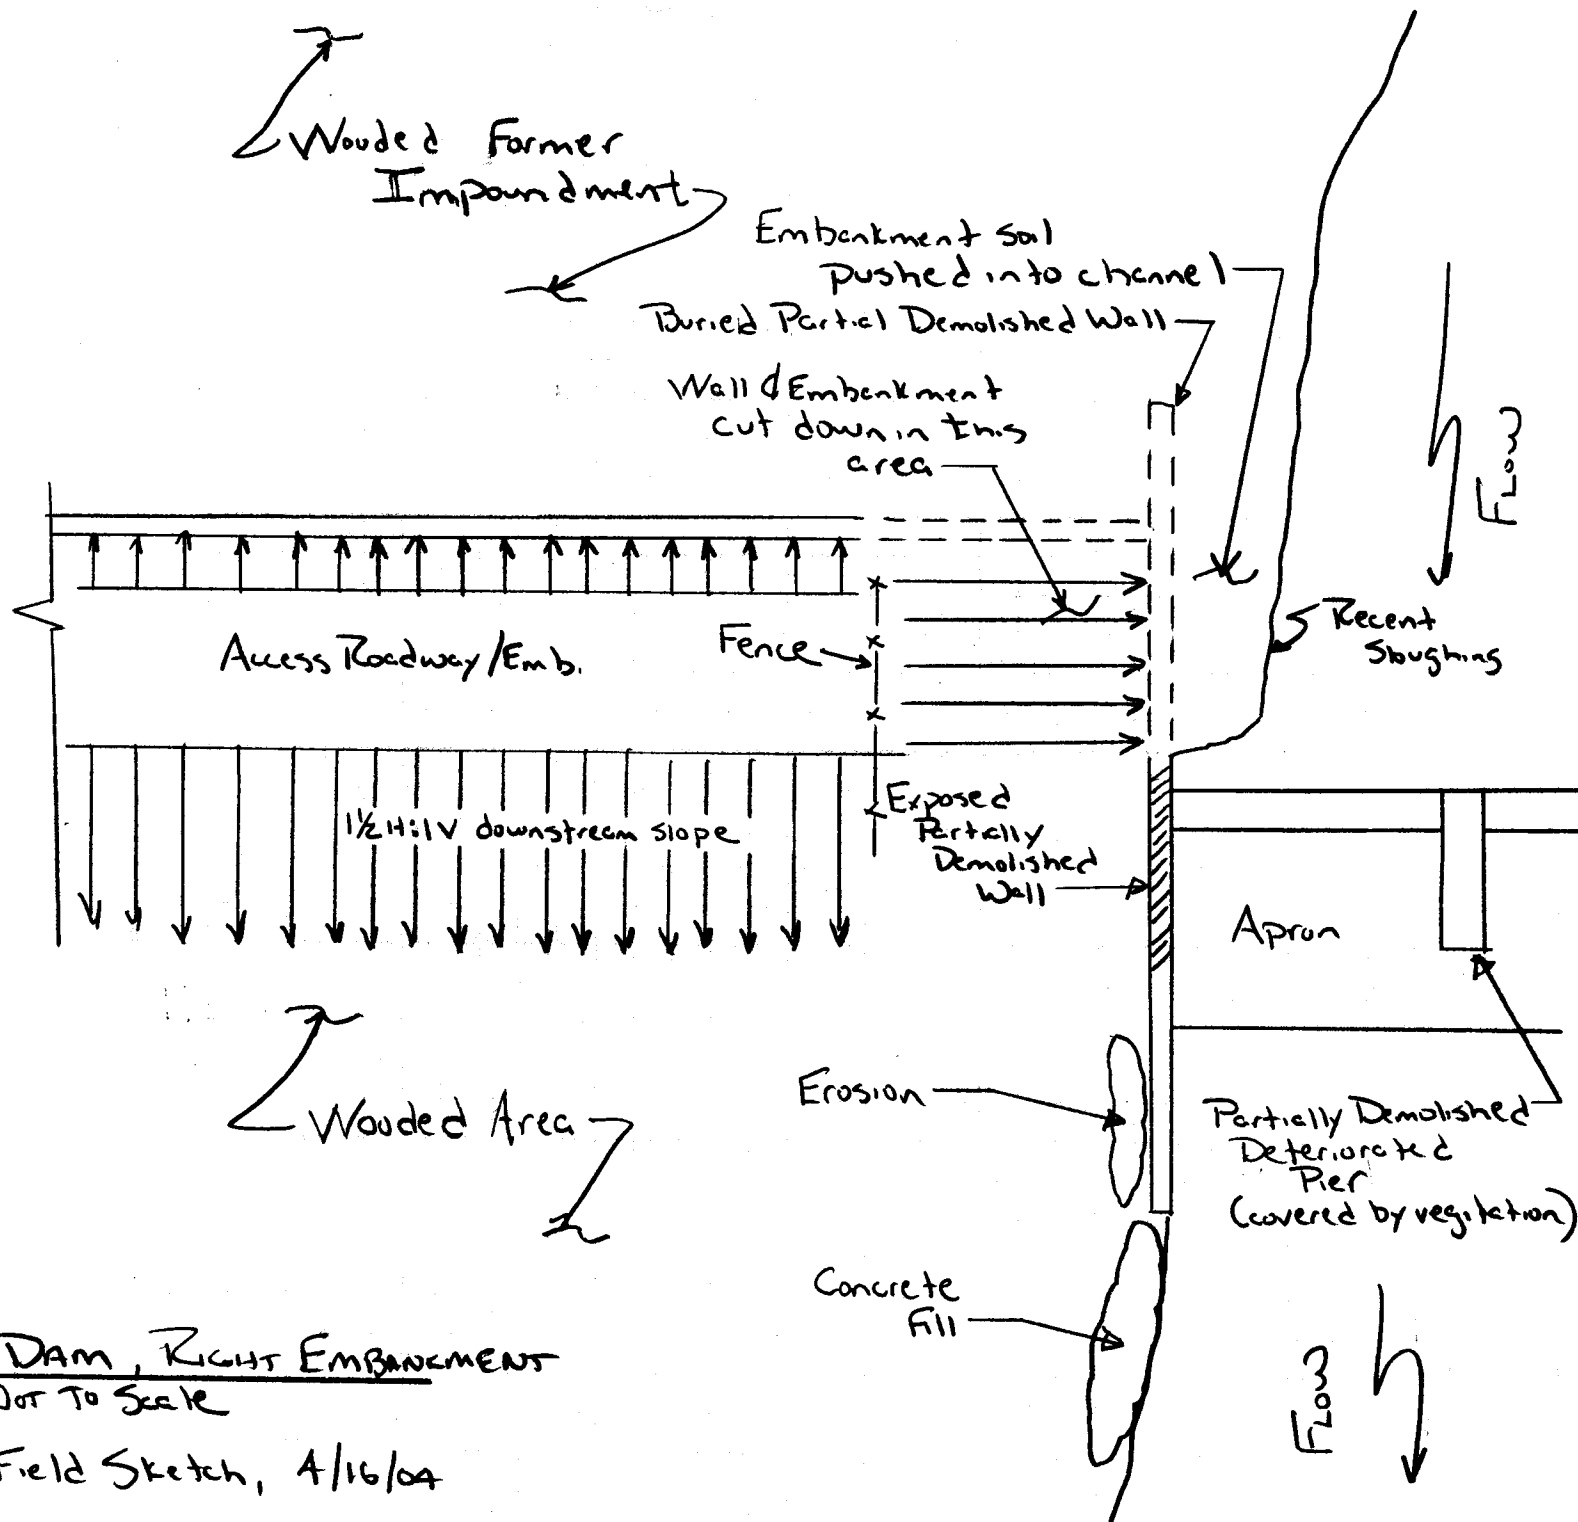 Wooded Former
Impoundment
Embankment soil
pushed into channel
Buried Partial Demolished Wall
Wall & Embankment
cut down in this
area
FLOW
Recent
Sloughing
Access Roadway/Emb.
Fence
1½H:1V downstream slope
Exposed
Partially
Demolished
Wall
Apron
Erosion
Wooded Area
Partially Demolished
Deteriorated
Pier
(covered by vegitation)
Concrete
Fill
FLOW
DAM, RIGHT EMBANKMENT
Not To Scale
Field Sketch, 4/16/04